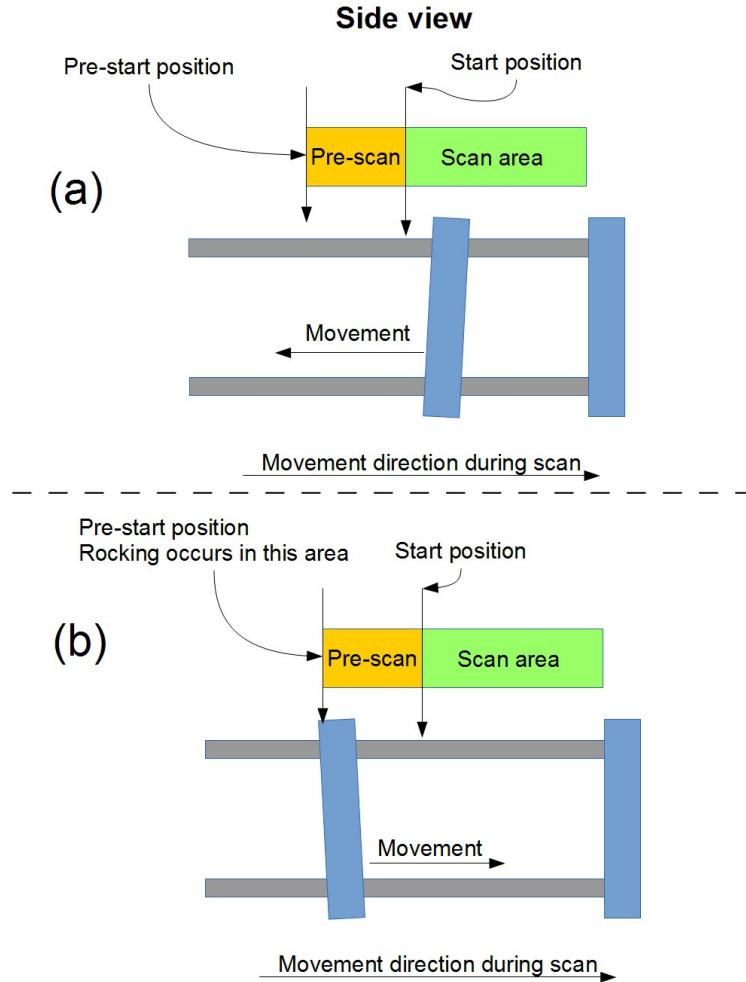 Side view
Pre-start position
Start position
Pre-scan
Scan area
(a)
Movement
Movement direction during scan
Pre-start position
Rocking occurs in this area
Start position
(b)
Pre-scan
Scan area
Movement
Movement direction during scan